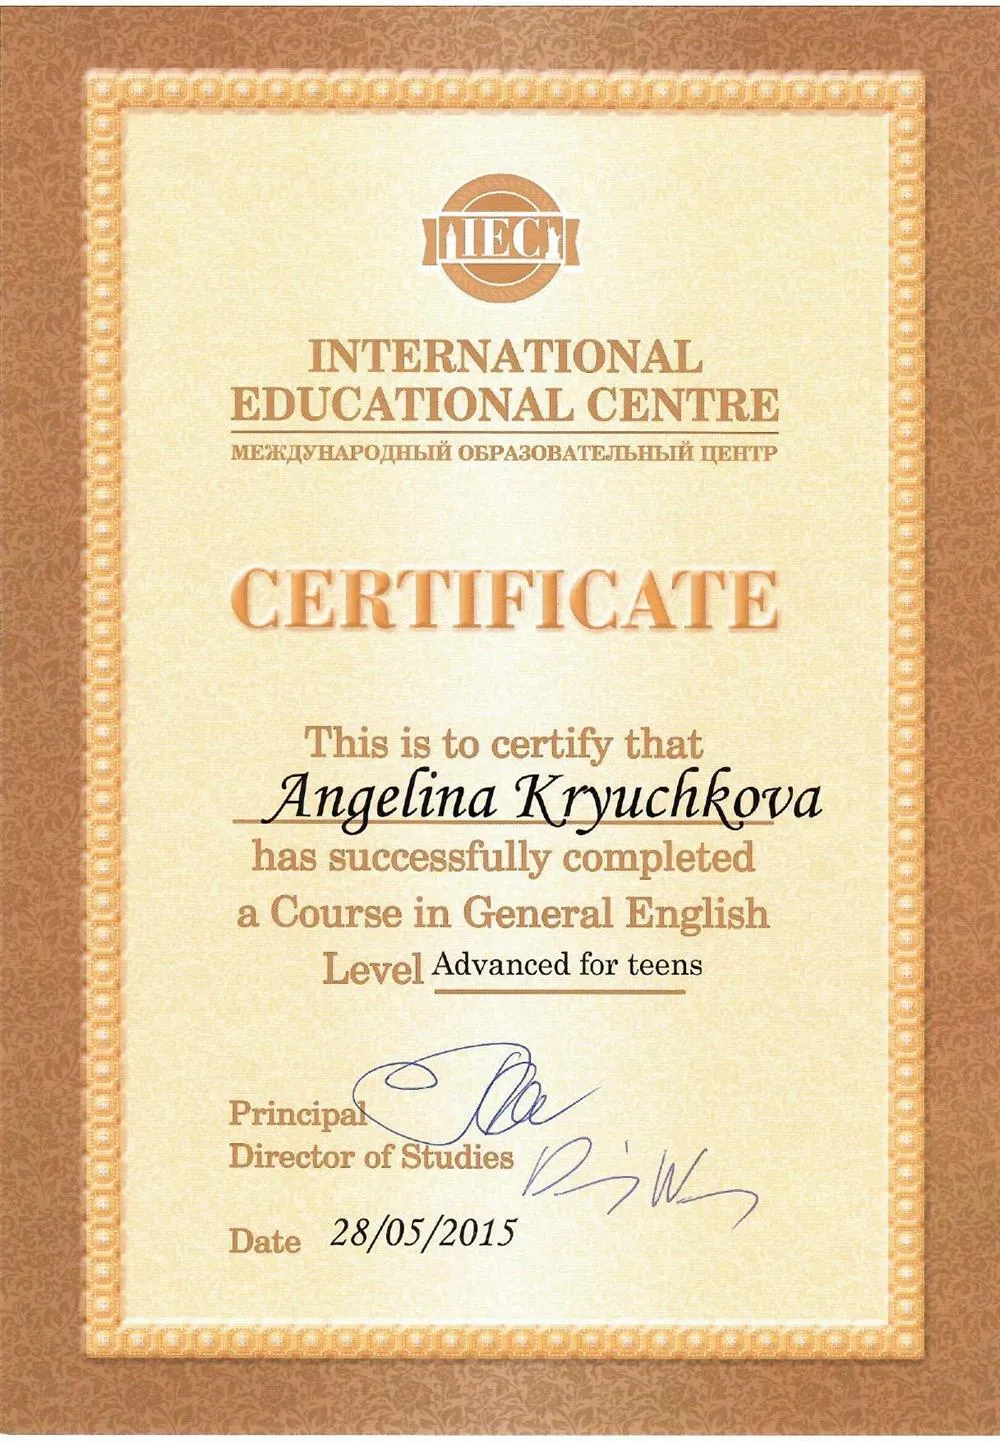 IEC
INTERNATIONAL
EDUCATIONAL CENTRE
МЕЖДУНАРОДНЫЙ ОБРАЗОВАТЕЛЬНЫЙ ЦЕНТР
CERTIFICATE
This is to certify that
Angelina Kryuchkova
has successfully completed
a Course in General English
Level Advanced for teens
Principal
Director of Studies
Date 28/05/2015